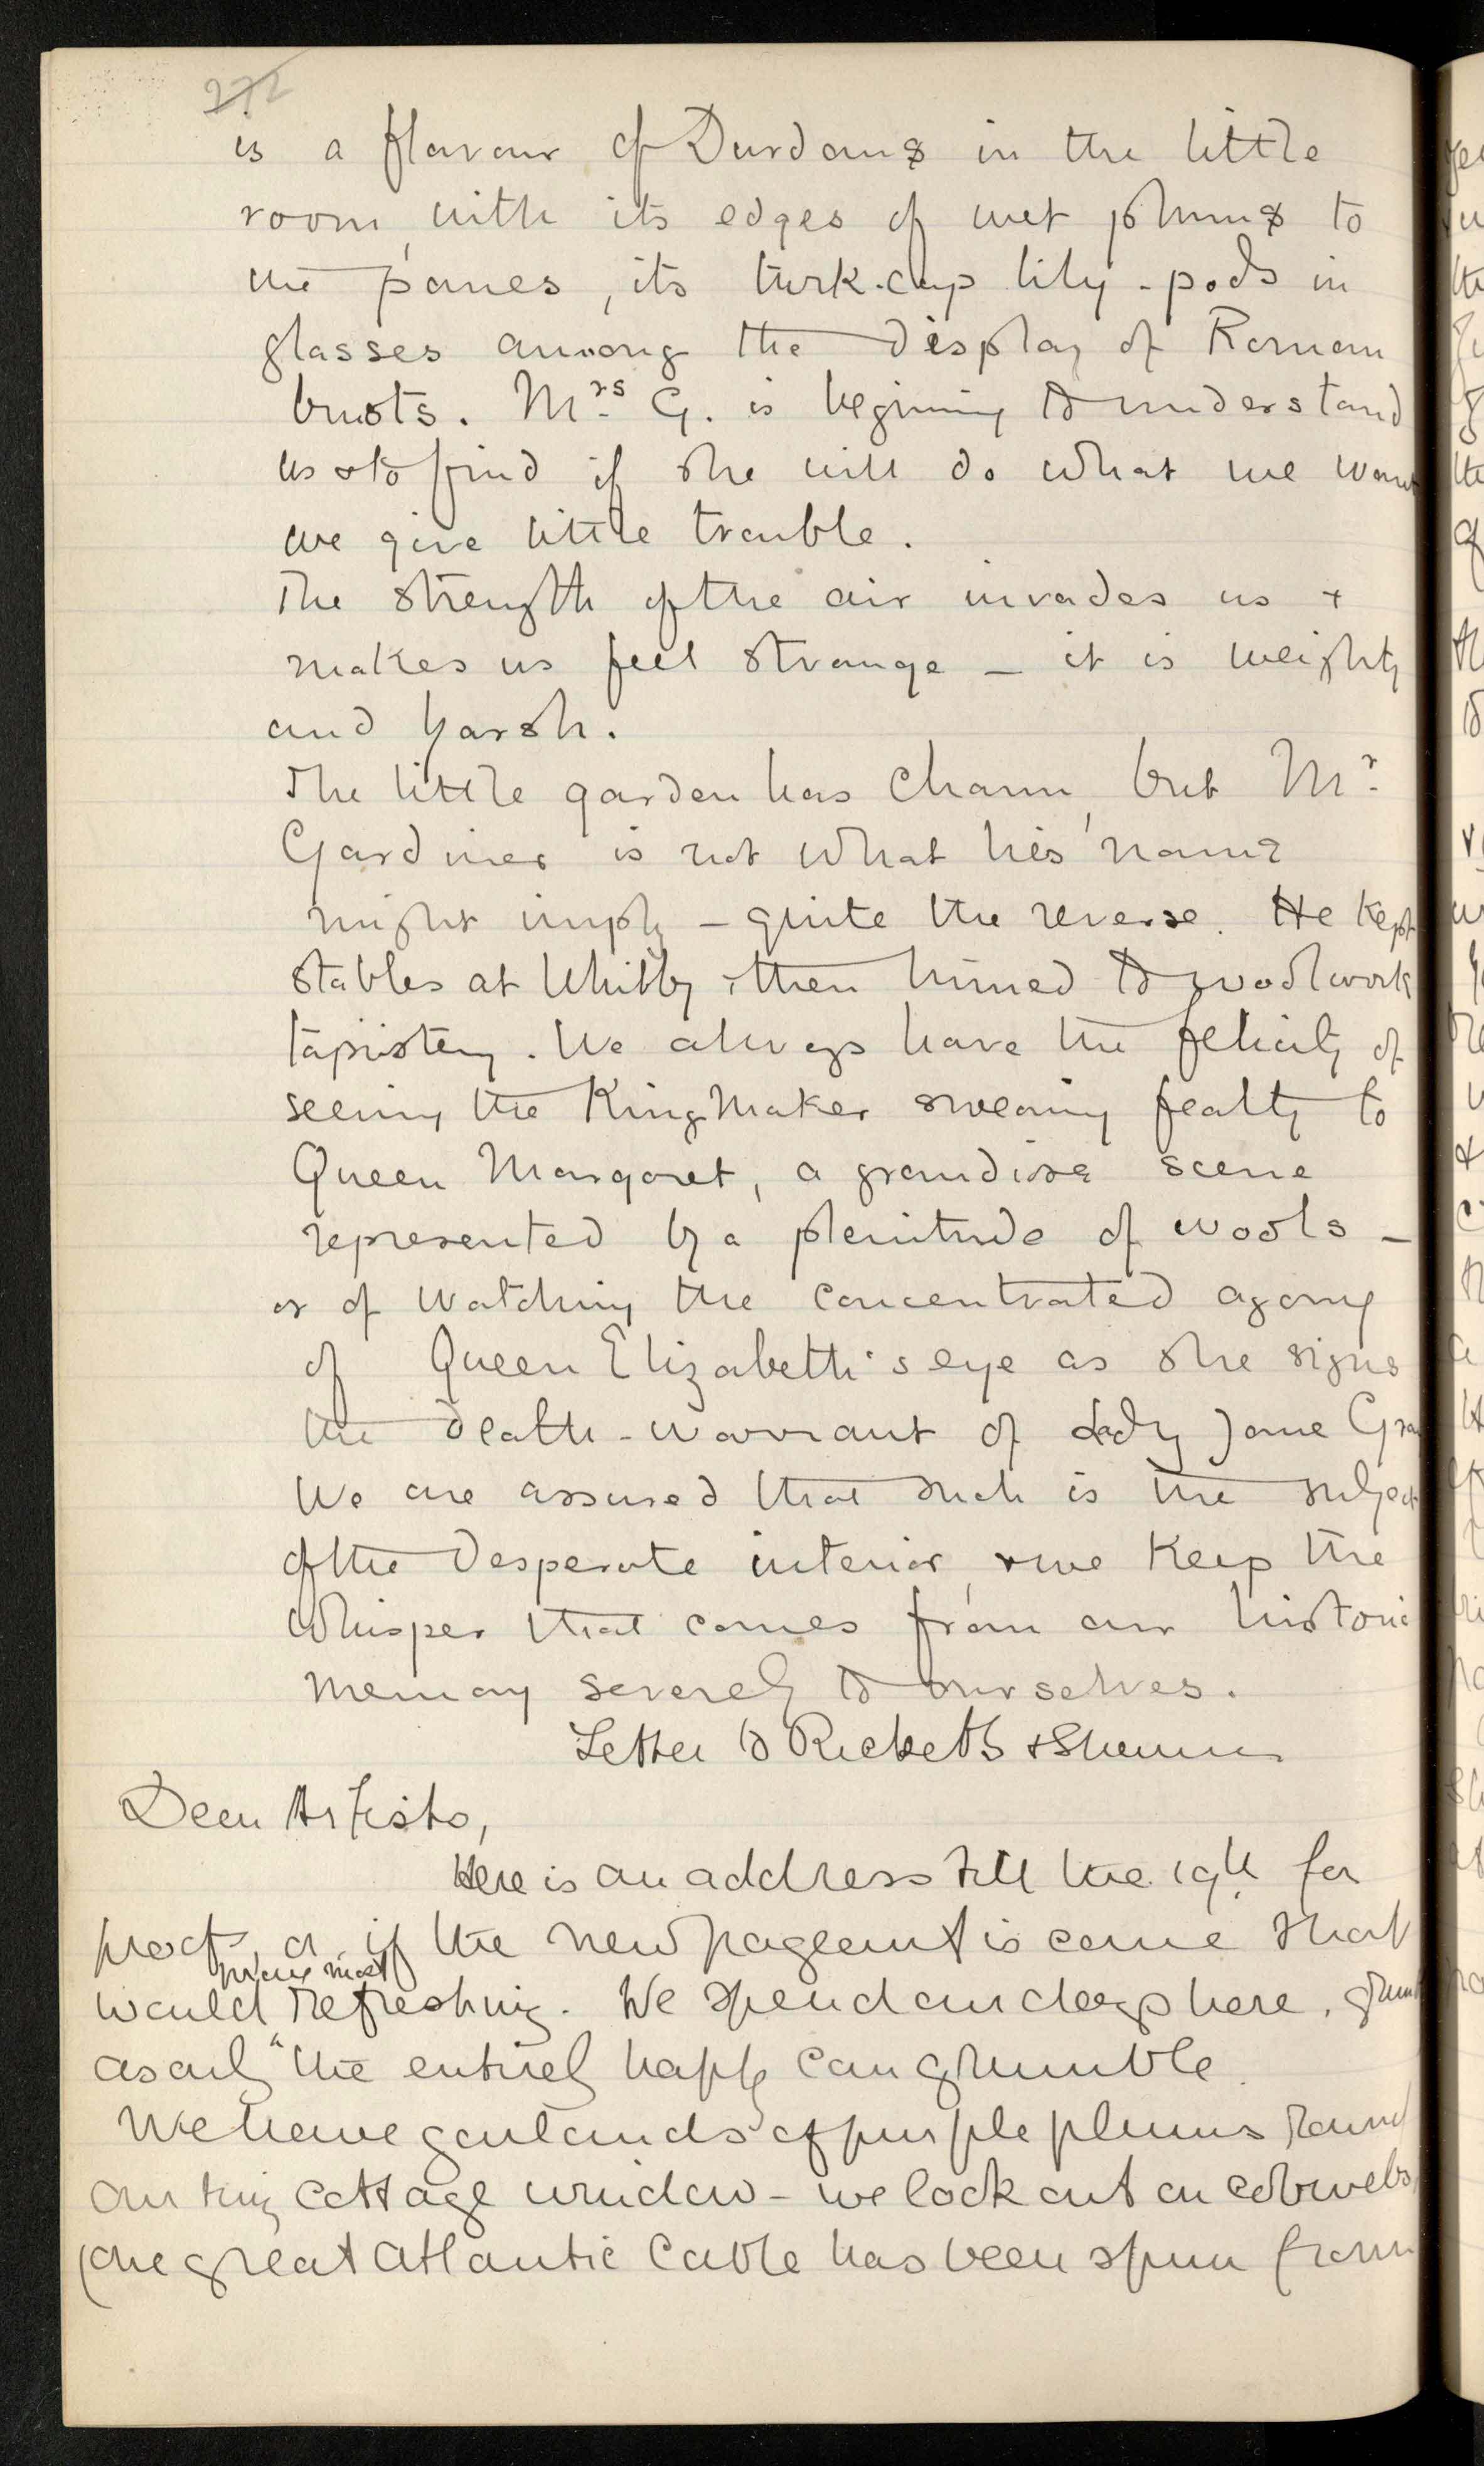 272
is a flavour of Durdans in the little
room, with its edges of wet plums to
the panes, its turk-cap lily-pods in
glasses among the display of Roman
busts. Mrs. G. is beginning to understand
us & to find if she will do what we want
we give little trouble.
The strength of the air invades us +
makes us feel strange – it is weighty
and harsh.
The little garden has charm, but Mr.
Gardiner is not what his name
might imply – quite the reverse. He kept
stables at Whitby, then turned to woolwork
tapistery. We always have the felicity of
seeing the King Maker swearing fealty to
Queen Margaret, a grandiose scene
represented by a plenitude of wools –
or of watching the concentrated agony
of Queen Elizabeth's eye as she signs
the death-warrant of Lady Jane Gray
We are assured that such is the subject
of the desperate interior, & we keep the
whisper that comes from our historic
memory severely to ourselves.
Letter to Ricketts & Shannon
Dear Artists,
Here is an address till the 19th for
proofs, or if the new pageant is come that
would prove most refreshing. We spend our days here,
as only "the entirely happy can grumble.
We have garlands of purple plums round
our tiny cottage window – we look out on cobwebs,
(one great Atlantic Cable has been spun from